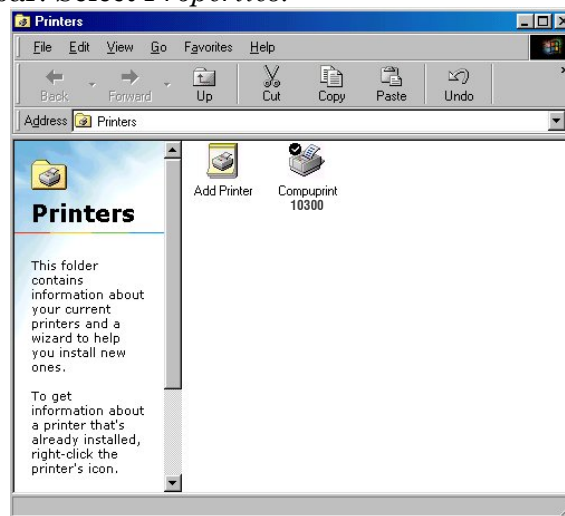 Select Properties.
Printers
File Edit View Go Favorites Help
Back Forward Up Cut Copy Paste Undo
Address Printers
Printers
This folder
contains
information about
your current
printers and a
wizard to help
you install new
ones.
To get
information about
a printer that's
already installed,
right-click the
printer's icon.
Add Printer
Compuprint
10300